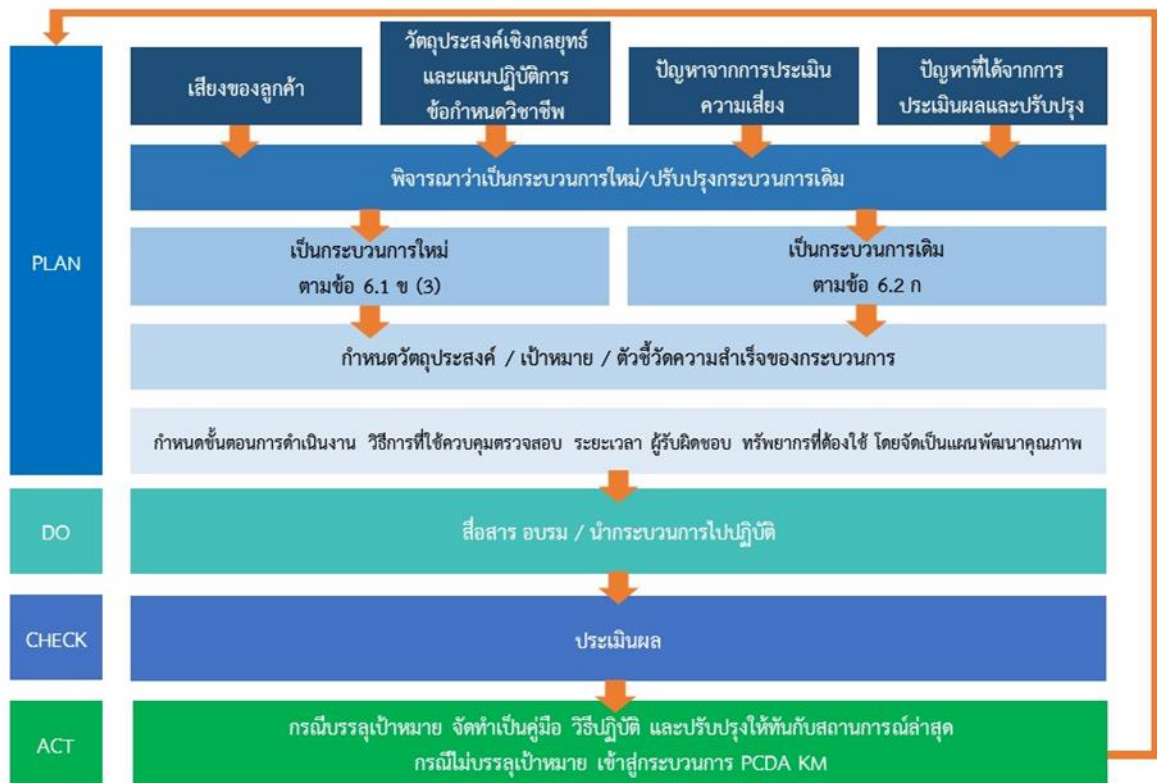 เสียงของลูกค้า
วัตถุประสงค์เชิงกลยุทธ์
และแผนปฏิบัติการ
ข้อกำหนดวิชาชีพ
ปัญหาจากการประเมิน
ความเสี่ยง
ปัญหาที่ได้จากการ
ประเมินผลและปรับปรุง
พิจารณาว่าเป็นกระบวนการใหม่/ปรับปรุงกระบวนการเดิม
PLAN
เป็นกระบวนการใหม่
ตามข้อ 6.1 ข (3)
เป็นกระบวนการเดิม
ตามข้อ 6.2 ก
กำหนดวัตถุประสงค์ / เป้าหมาย / ตัวชี้วัดความสำเร็จของกระบวนการ
กำหนดขั้นตอนการดำเนินงาน วิธีการที่ใช้ควบคุมตรวจสอบ ระยะเวลา ผู้รับผิดชอบ ทรัพยากรที่ต้องใช้ โดยจัดเป็นแผนพัฒนาคุณภาพ
DO
สื่อสาร อบรม / นำกระบวนการไปปฏิบัติ
CHECK
ประเมินผล
ACT
กรณีบรรลุเป้าหมาย จัดทำเป็นคู่มือ วิธีปฏิบัติ และปรับปรุงให้ทันกับสถานการณ์ล่าสุด
กรณีไม่บรรลุเป้าหมาย เข้าสู่กระบวนการ PCDA KM